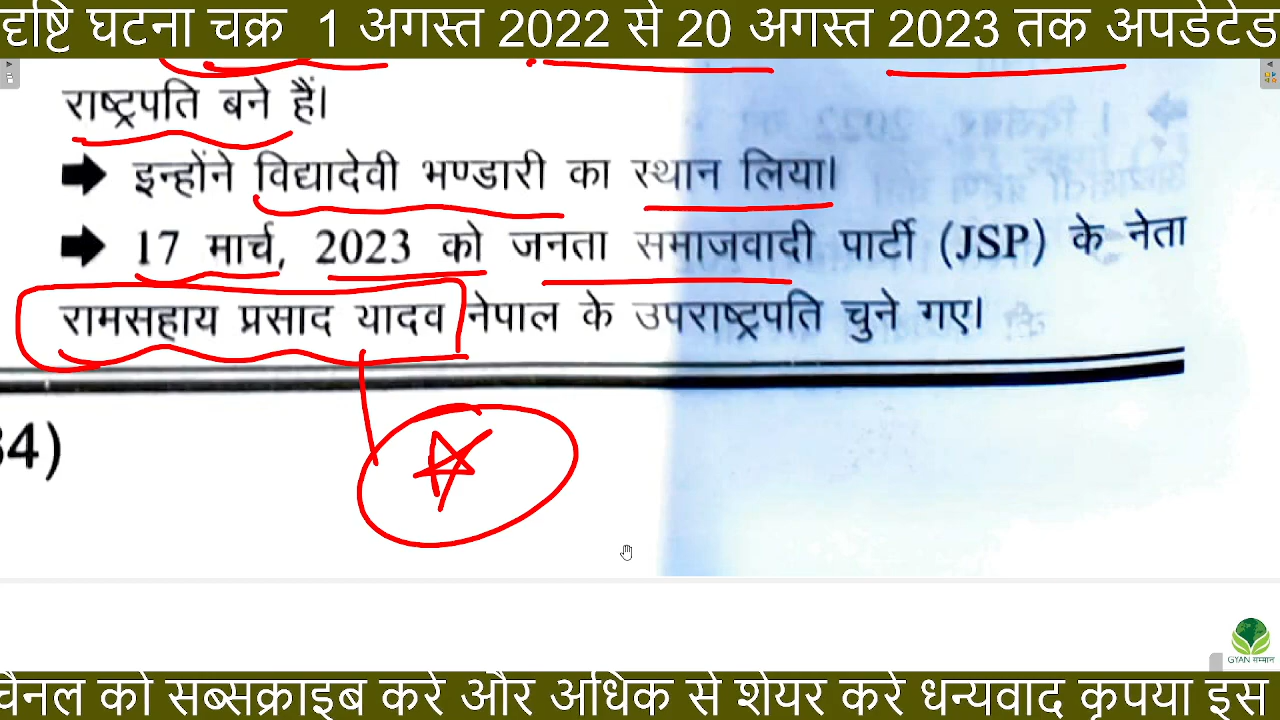 दृष्टि घटना चक्र 1 अगस्त 2022 से 20 अगस्त 2023 तक अपडेटेड
राष्ट्रपति बने हैं।
इन्होंने विद्यादेवी भण्डारी का स्थान लिया।
17 मार्च, 2023 को जनता समाजवादी पार्टी (JSP) के नेता
रामसहाय प्रसाद यादव नेपाल के उपराष्ट्रपति चुने गए।
34)
GYAN सम्मान
चैनल को सब्सक्राइब करे और अधिक से शेयर करे धन्यवाद कृपया इस